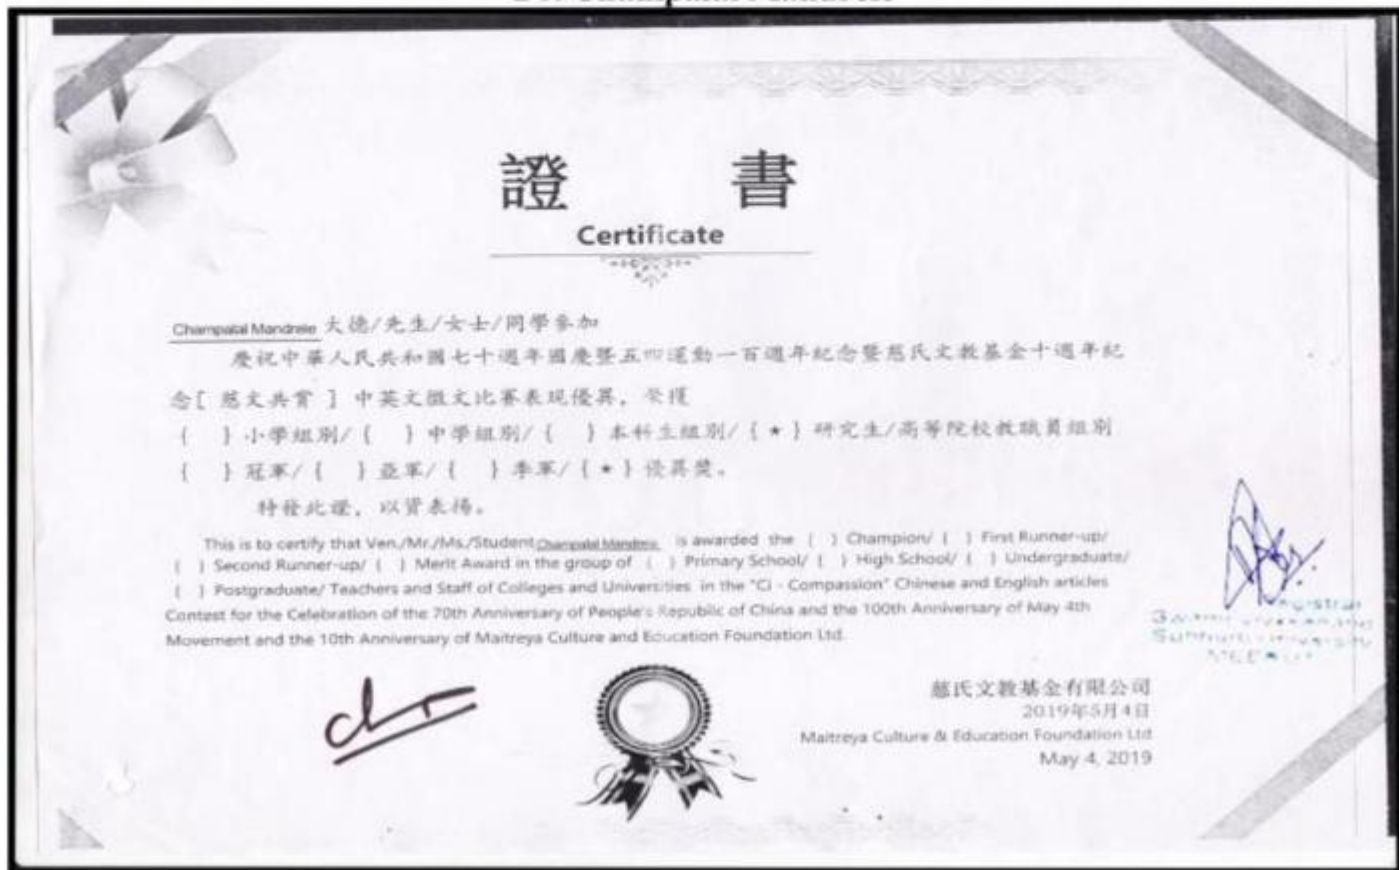 證 書
Certificate
Champalal Mandrele 大德/先生/女士/同學參加
慶祝中華人民共和國七十週年國慶暨五四運動一百週年紀念暨慈氏文教基金十週年紀
念[ 慈文共賞 ] 中英文徵文比賽表現優異, 榮獲
{ } 小學組別/ { } 中學組別/ { } 本科生組別/ { ★ } 研究生/高等院校教職員組別
{ } 冠軍/ { } 亞軍/ { } 季軍/ { ★ } 優異獎。
特發此證, 以資表揚。
This is to certify that Ven./Mr./Ms./Student Champalal Mandrele is awarded the ( ) Champion/ ( ) First Runner-up/
( ) Second Runner-up/ ( ) Merit Award in the group of ( ) Primary School/ ( ) High School/ ( ) Undergraduate/
( ) Postgraduate/ Teachers and Staff of Colleges and Universities in the "Ci - Compassion" Chinese and English articles
Contest for the Celebration of the 70th Anniversary of People's Republic of China and the 100th Anniversary of May 4th
Movement and the 10th Anniversary of Maitreya Culture and Education Foundation Ltd.
慈氏文教基金有限公司
2019年5月4日
Maitreya Culture & Education Foundation Ltd
May 4, 2019